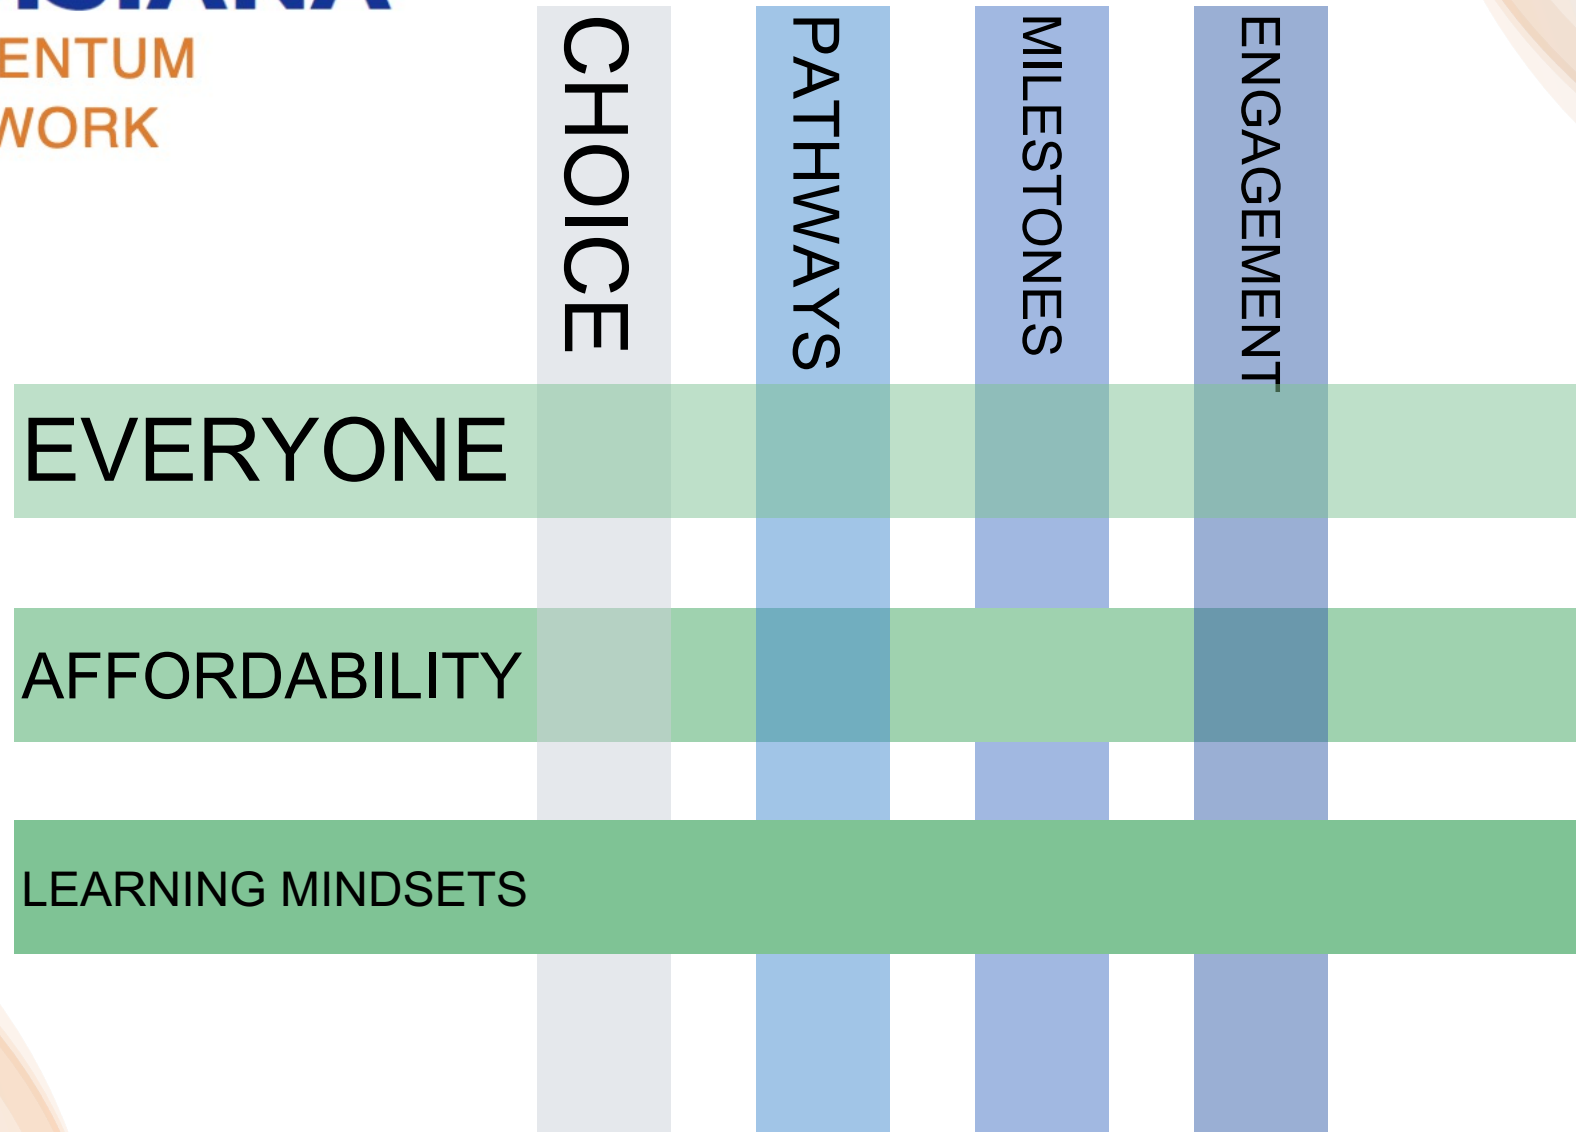 ENTUM
WORK
CHOICE
PATHWAYS
MILESTONES
ENGAGEMENT
EVERYONE
AFFORDABILITY
LEARNING MINDSETS